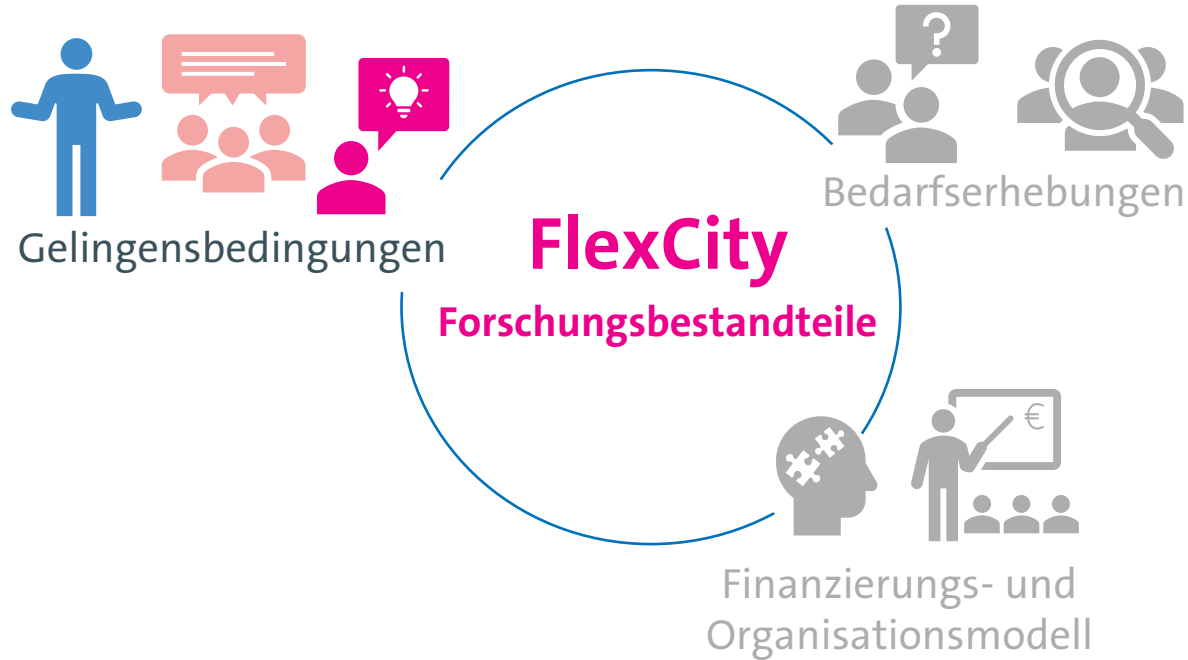 ?
Bedarfserhebungen
Gelingensbedingungen
FlexCity
Forschungsbestandteile
€
Finanzierungs- und
Organisationsmodell